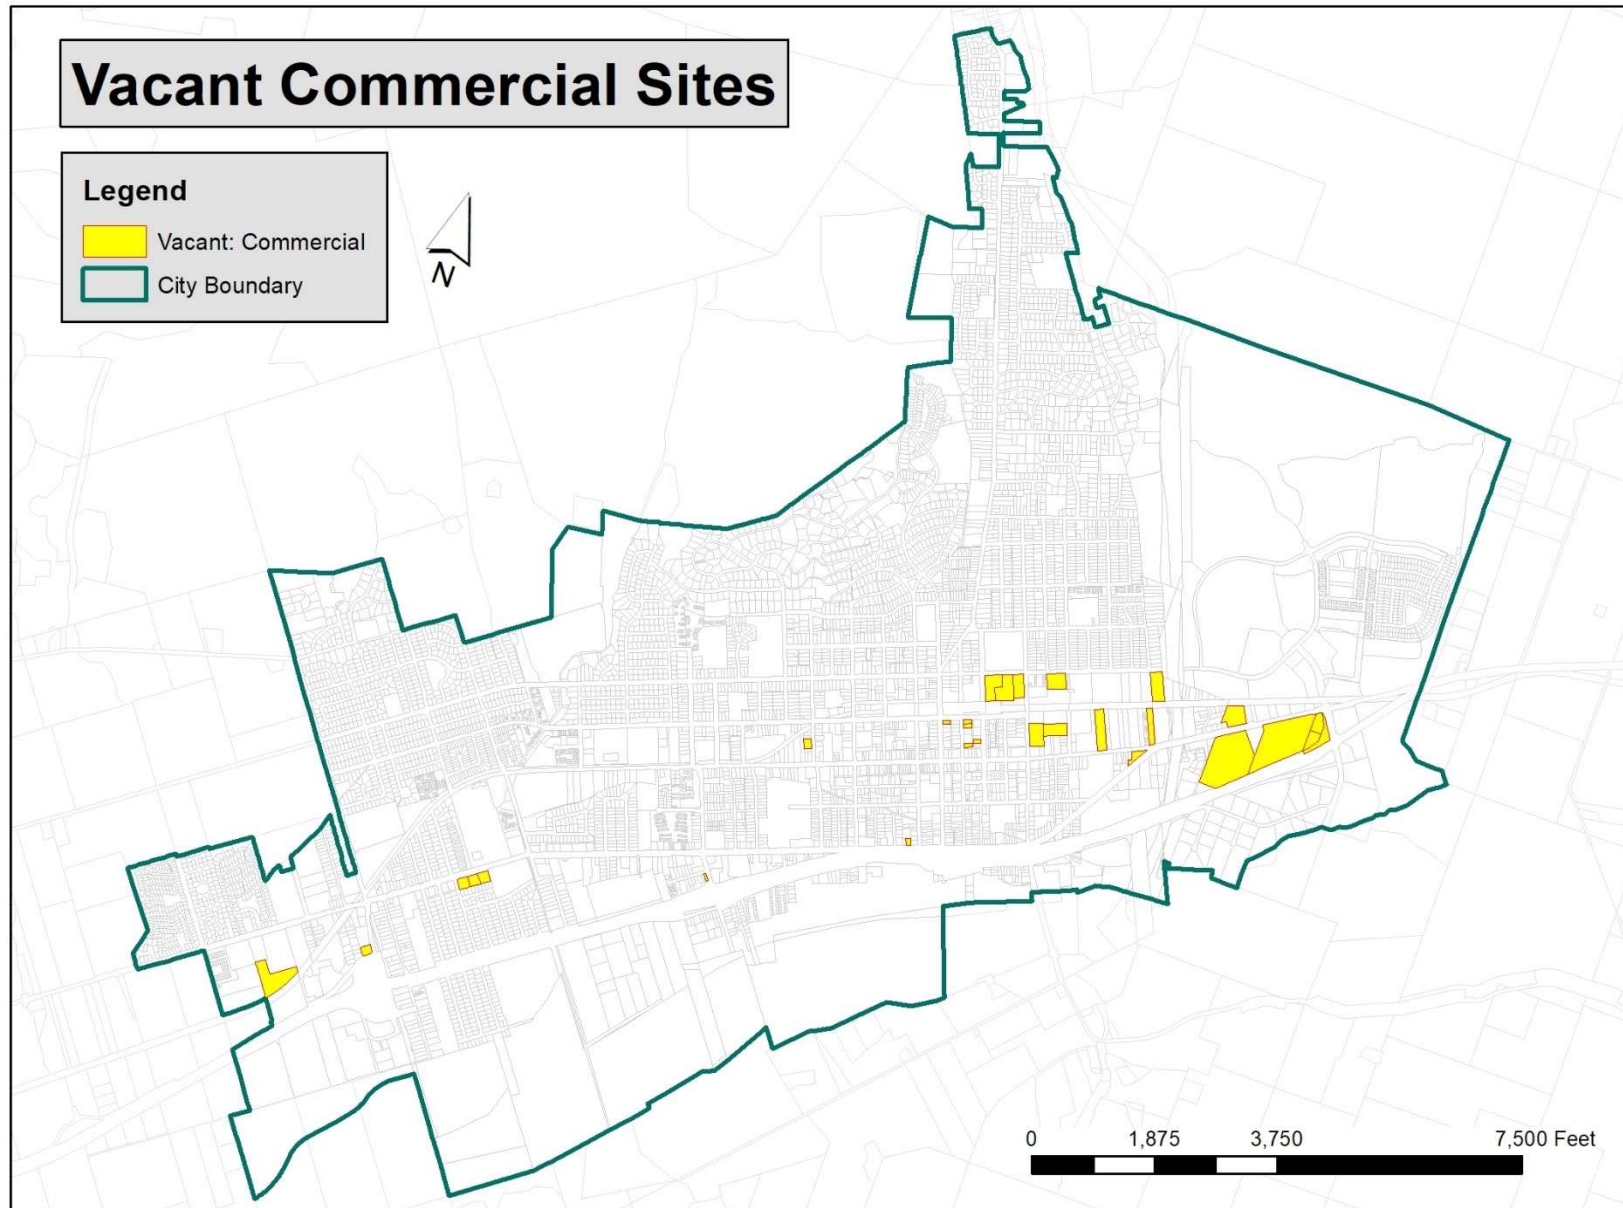 Vacant Commercial Sites
Legend
Vacant: Commercial
City Boundary
N
0 1,875 3,750 7,500 Feet